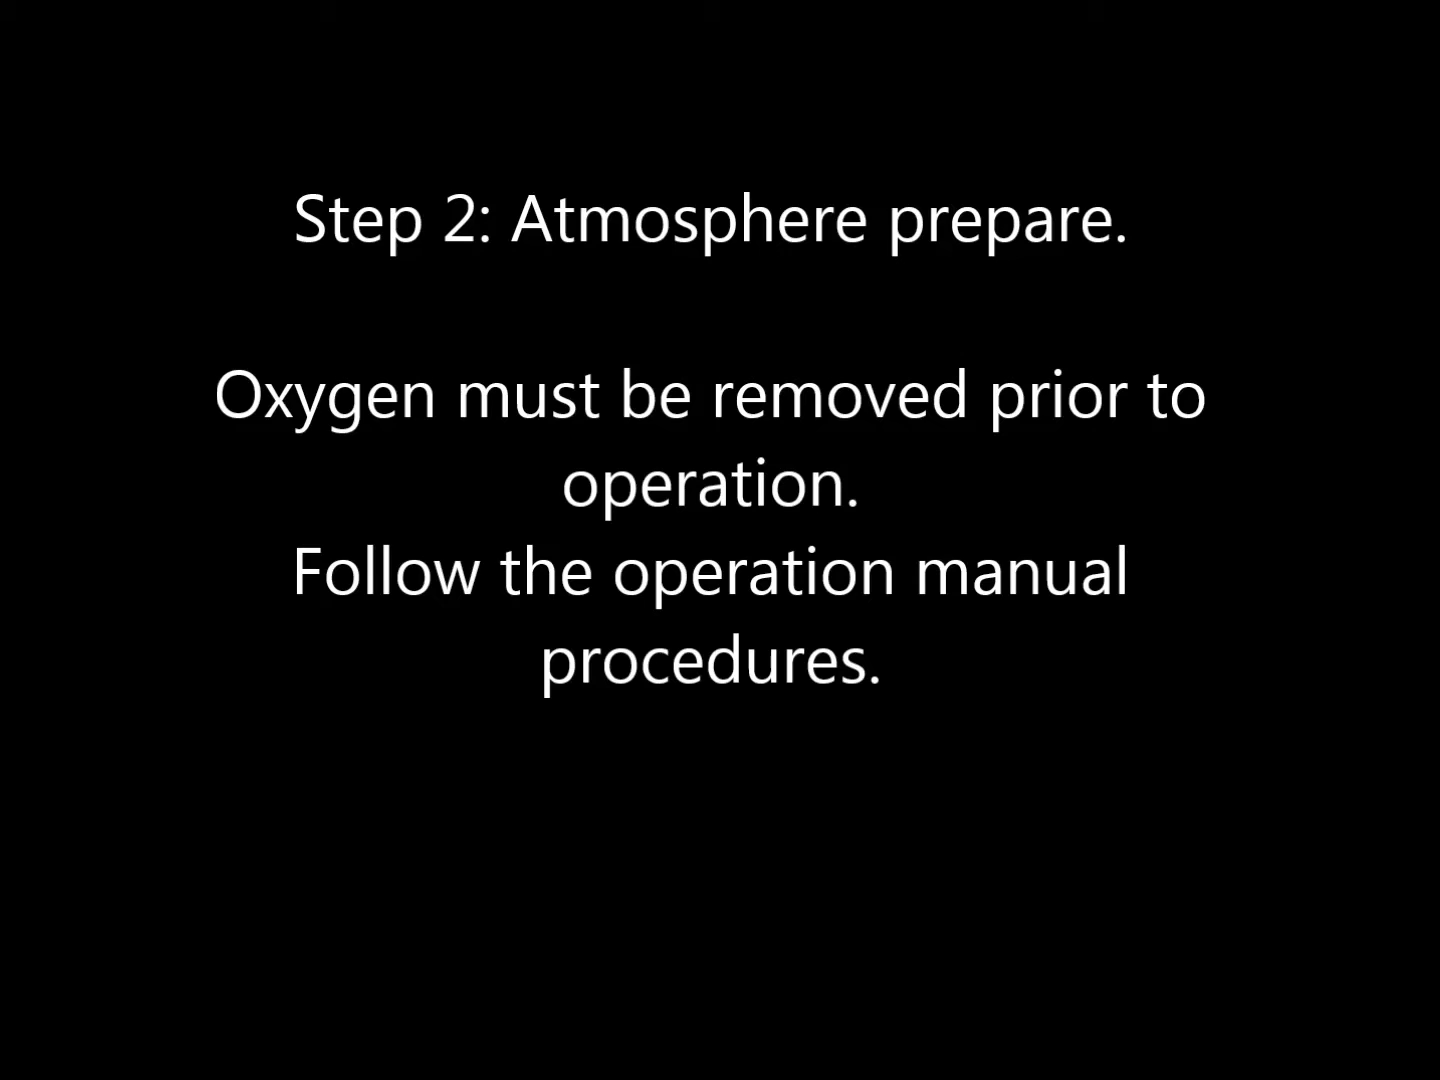 Step 2: Atmosphere prepare.
Oxygen must be removed prior to
operation.
Follow the operation manual
procedures.